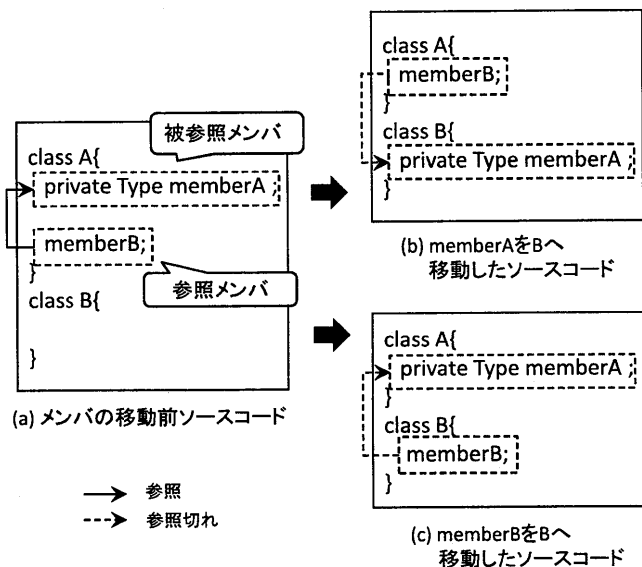 被参照メンバ
class A{
private Type memberA ;
memberB;
}
参照メンバ
class B{
}
(a) メンバの移動前ソースコード
参照
参照切れ
class A{
memberB;
}
class B{
private Type memberA ;
}
(b) memberAをBへ
移動したソースコード
class A{
private Type memberA ;
}
class B{
memberB;
}
(c) memberBをBへ
移動したソースコード